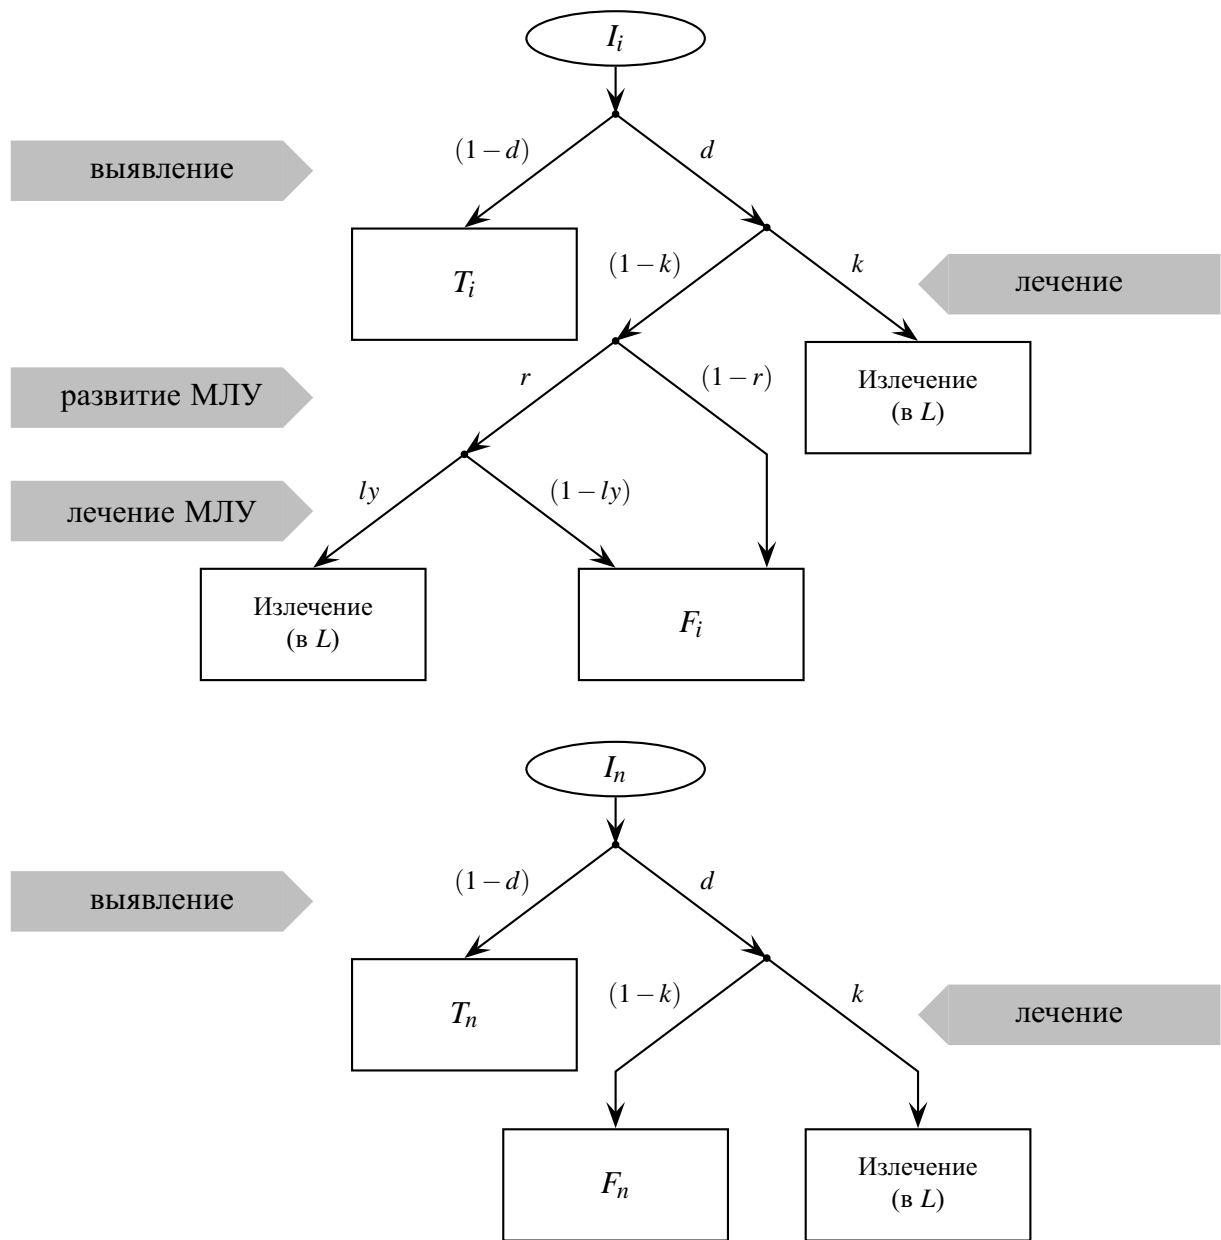 I_i
(1−d)
d
выявление
T_i
(1−k)
k
лечение
Излечение
(в L)
r
(1−r)
развитие МЛУ
ly
(1−ly)
лечение МЛУ
Излечение
(в L)
F_i
I_n
(1−d)
d
выявление
T_n
(1−k)
k
лечение
F_n
Излечение
(в L)